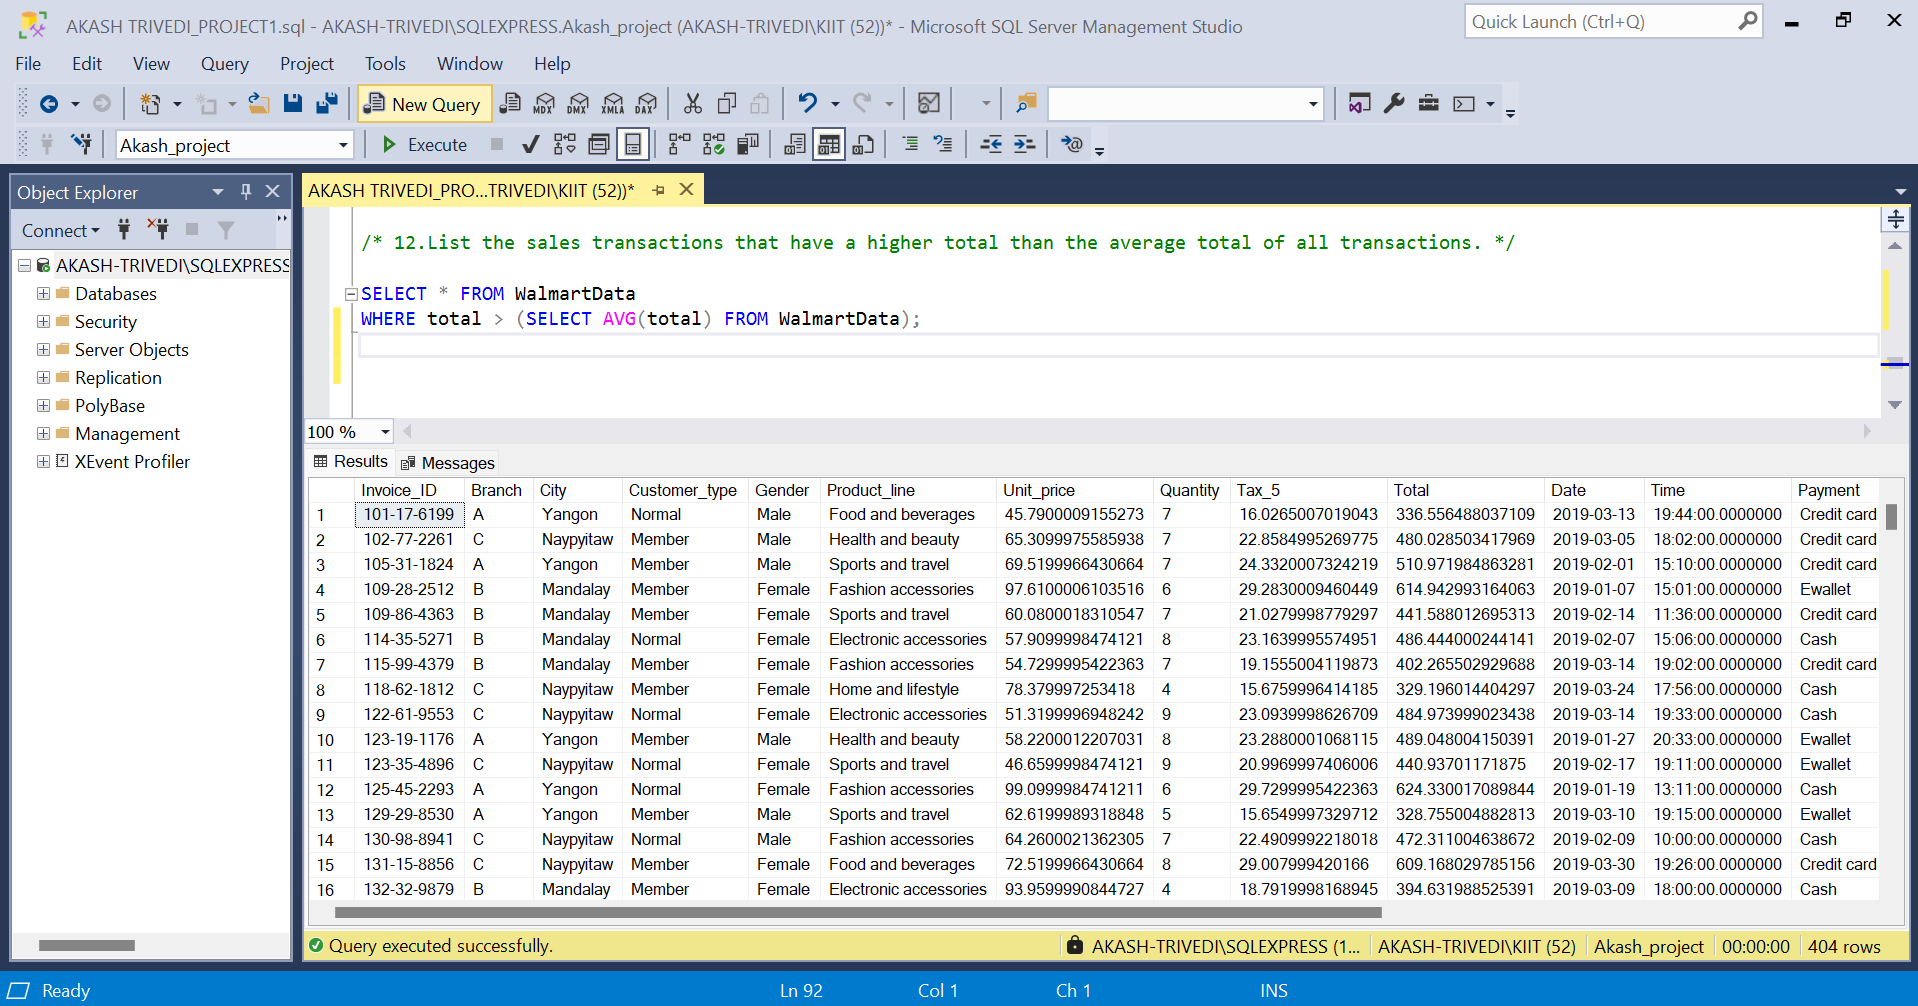 AKASH TRIVEDI_PROJECT1.sql - AKASH-TRIVEDI\SQLEXPRESS.Akash_project (AKASH-TRIVEDI\KIIT (52))* - Microsoft SQL Server Management Studio
Quick Launch (Ctrl+Q)
File Edit View Query Project Tools Window Help
New Query MDX DMX XMLA DAX
Akash_project Execute
Object Explorer
Connect
AKASH-TRIVEDI\SQLEXPRESS
Databases
Security
Server Objects
Replication
PolyBase
Management
XEvent Profiler
AKASH TRIVEDI_PRO...TRIVEDI\KIIT (52))*
/* 12.List the sales transactions that have a higher total than the average total of all transactions. */
SELECT * FROM WalmartData
WHERE total > (SELECT AVG(total) FROM WalmartData);
100 %
Results Messages
Invoice_ID Branch City Customer_type Gender Product_line Unit_price Quantity Tax_5 Total Date Time Payment
1 101-17-6199 A Yangon Normal Male Food and beverages 45.7900009155273 7 16.0265007019043 336.556488037109 2019-03-13 19:44:00.0000000 Credit card
2 102-77-2261 C Naypyitaw Member Male Health and beauty 65.3099975585938 7 22.8584995269775 480.028503417969 2019-03-05 18:02:00.0000000 Credit card
3 105-31-1824 A Yangon Member Male Sports and travel 69.5199966430664 7 24.3320007324219 510.971984863281 2019-02-01 15:10:00.0000000 Credit card
4 109-28-2512 B Mandalay Member Female Fashion accessories 97.6100006103516 6 29.2830009460449 614.942993164063 2019-01-07 15:01:00.0000000 Ewallet
5 109-86-4363 B Mandalay Member Female Sports and travel 60.0800018310547 7 21.0279998779297 441.588012695313 2019-02-14 11:36:00.0000000 Credit card
6 114-35-5271 B Mandalay Normal Female Electronic accessories 57.9099998474121 8 23.1639995574951 486.444000244141 2019-02-07 15:06:00.0000000 Cash
7 115-99-4379 B Mandalay Member Female Fashion accessories 54.7299995422363 7 19.1555004119873 402.265502929688 2019-03-14 19:02:00.0000000 Credit card
8 118-62-1812 C Naypyitaw Member Female Home and lifestyle 78.379997253418 4 15.6759996414185 329.196014404297 2019-03-24 17:56:00.0000000 Cash
9 122-61-9553 C Naypyitaw Normal Female Electronic accessories 51.3199996948242 9 23.0939998626709 484.973999023438 2019-03-14 19:33:00.0000000 Cash
10 123-19-1176 A Yangon Member Male Health and beauty 58.2200012207031 8 23.2880001068115 489.048004150391 2019-01-27 20:33:00.0000000 Ewallet
11 123-35-4896 C Naypyitaw Normal Female Sports and travel 46.6599998474121 9 20.9969997406006 440.93701171875 2019-02-17 19:11:00.0000000 Ewallet
12 125-45-2293 A Yangon Normal Female Fashion accessories 99.0999984741211 6 29.7299995422363 624.330017089844 2019-01-19 13:11:00.0000000 Cash
13 129-29-8530 A Yangon Member Male Sports and travel 62.6199989318848 5 15.6549997329712 328.755004882813 2019-03-10 19:15:00.0000000 Ewallet
14 130-98-8941 C Naypyitaw Normal Male Fashion accessories 64.2600021362305 7 22.4909992218018 472.311004638672 2019-02-09 10:00:00.0000000 Cash
15 131-15-8856 C Naypyitaw Member Female Food and beverages 72.5199966430664 8 29.007999420166 609.168029785156 2019-03-30 19:26:00.0000000 Credit card
16 132-32-9879 B Mandalay Member Female Electronic accessories 93.9599990844727 4 18.7919998168945 394.631988525391 2019-03-09 18:00:00.0000000 Cash
Query executed successfully. AKASH-TRIVEDI\SQLEXPRESS (1... AKASH-TRIVEDI\KIIT (52) Akash_project 00:00:00 404 rows
Ready Ln 92 Col 1 Ch 1 INS